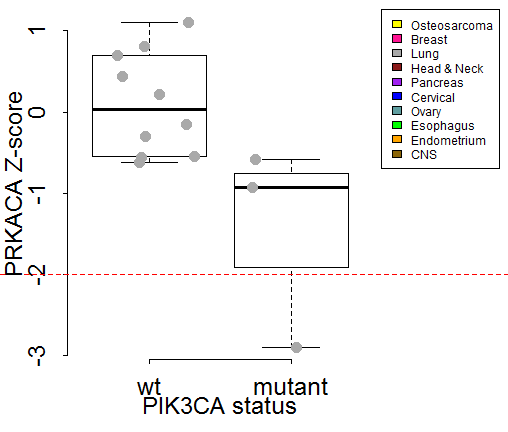 PRKACA Z-score
1
0
-1
-2
-3
wt
mutant
PIK3CA status
Osteosarcoma
Breast
Lung
Head & Neck
Pancreas
Cervical
Ovary
Esophagus
Endometrium
CNS